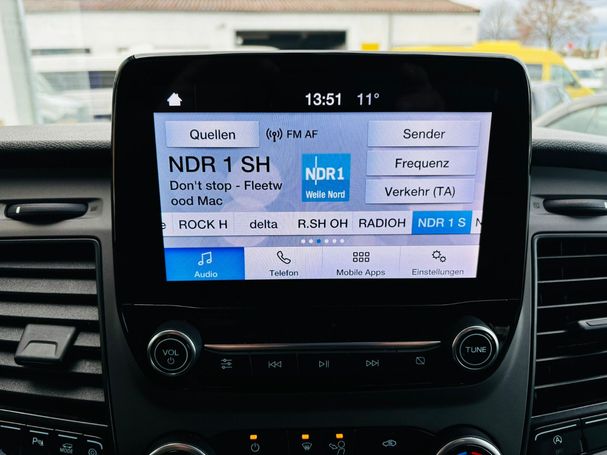 13:51 11°
Quellen FM AF Sender
NDR 1 SH
Don't stop - Fleetw
ood Mac
NDR1
Welle Nord
Frequenz
Verkehr (TA)
e ROCK H delta R.SH OH RADIOH NDR 1 S N
Audio Telefon Mobile Apps Einstellungen
VOL TUNE
P
MODE